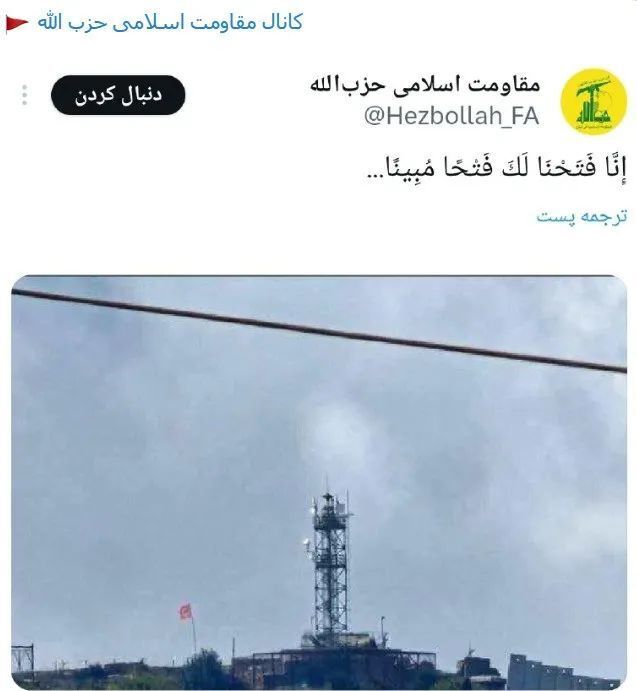 کانال مقاومت اسلامی حزب الله
مقاومت اسلامی حزب‌الله
@Hezbollah_FA
دنبال کردن
إِنَّا فَتَحْنَا لَكَ فَتْحًا مُبِينًا...
ترجمه پست